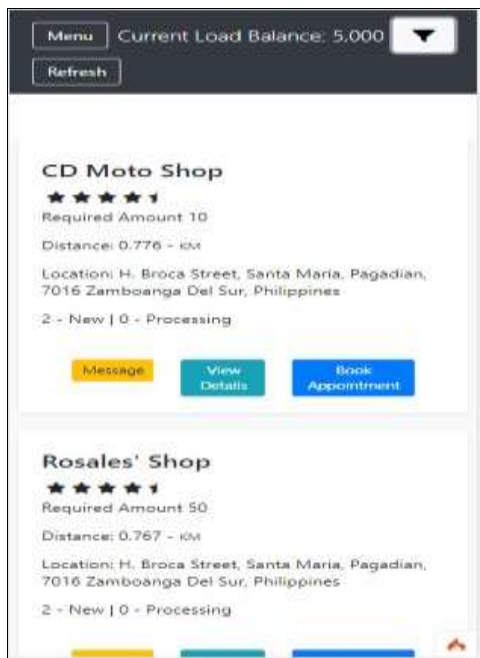 Menu Current Load Balance: 5,000
Refresh
CD Moto Shop
Required Amount 10
Distance: 0.776 - KM
Location: H. Broca Street, Santa Maria, Pagadian,
7016 Zamboanga Del Sur, Philippines
2 - New | 0 - Processing
Message View Details Book Appointment
Rosales' Shop
Required Amount 50
Distance: 0.767 - KM
Location: H. Broca Street, Santa Maria, Pagadian,
7016 Zamboanga Del Sur, Philippines
2 - New | 0 - Processing